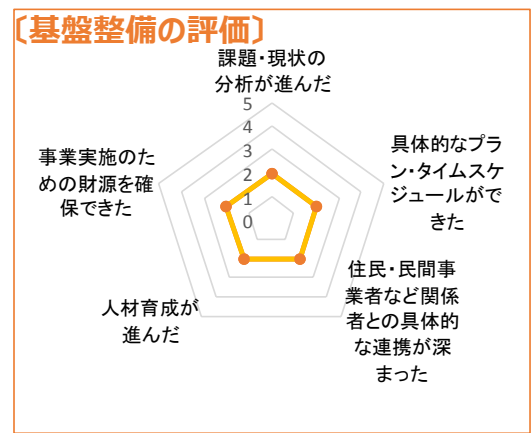 〔基盤整備の評価〕
課題・現状の
分析が進んだ
5
4
3
2
1
0
具体的なプラ
ン・タイムスケ
ジュールがで
きた
住民・民間事
業者など関係
者との具体的
な連携が深
まった
人材育成が
進んだ
事業実施のた
めの財源を確
保できた